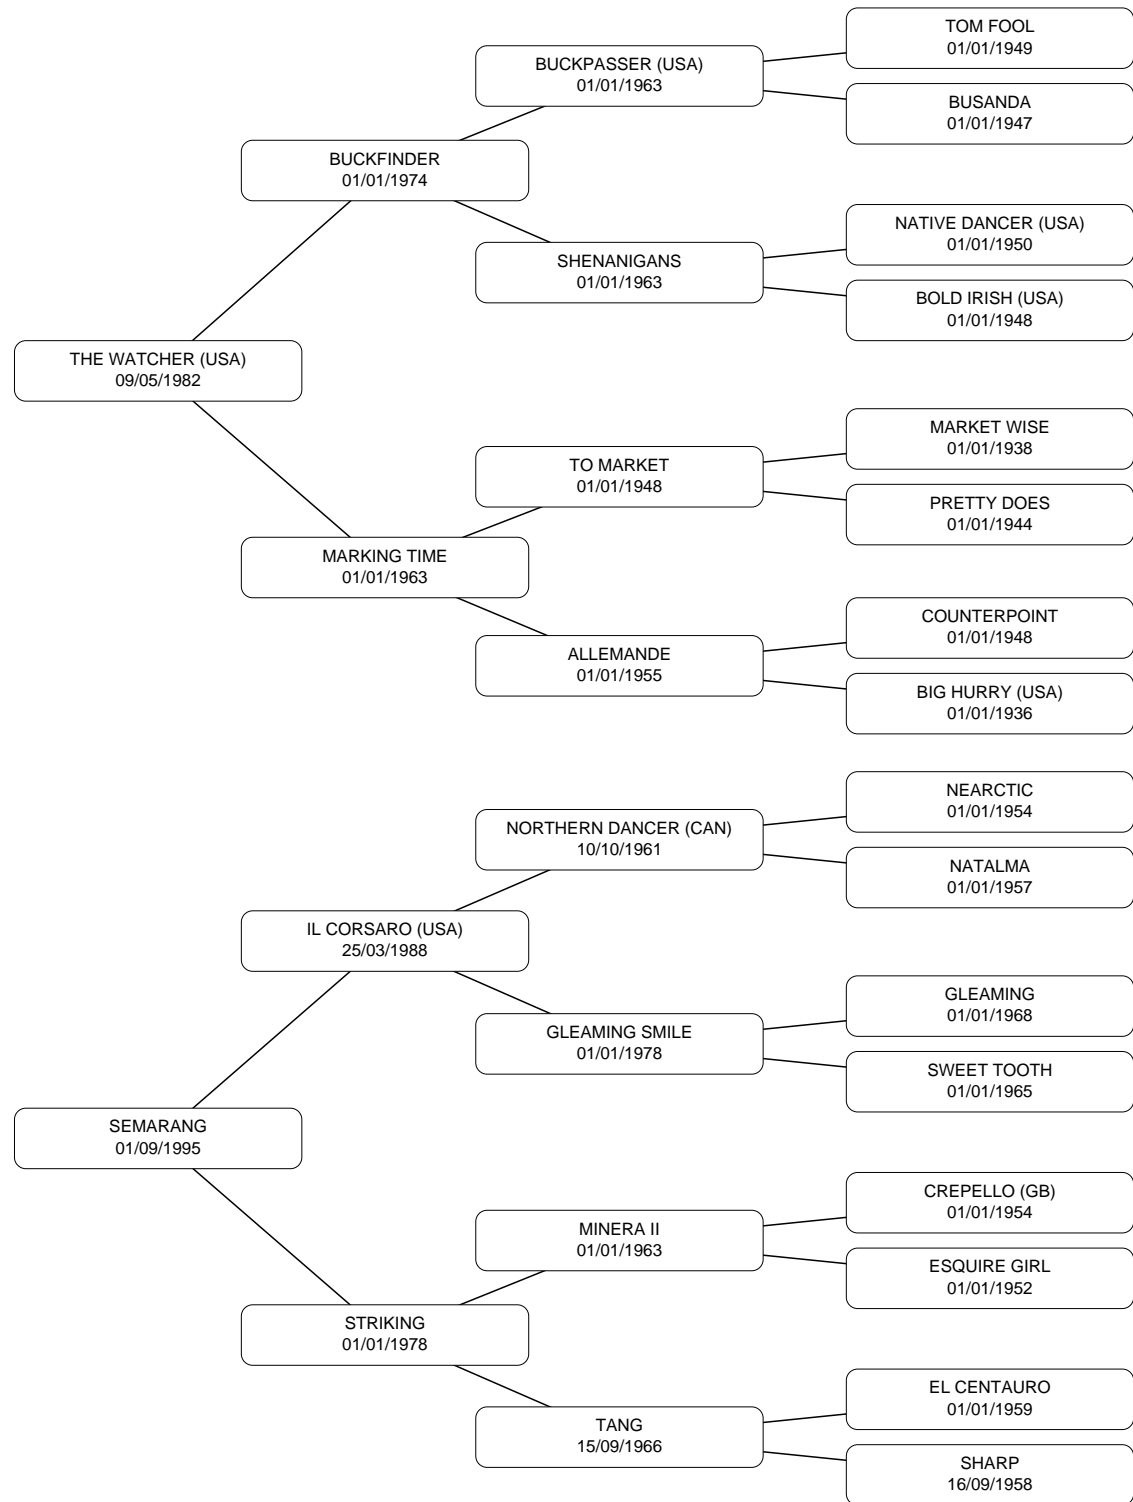 TOM FOOL
01/01/1949
BUCKPASSER (USA)
01/01/1963
BUSANDA
01/01/1947
BUCKFINDER
01/01/1974
NATIVE DANCER (USA)
01/01/1950
SHENANIGANS
01/01/1963
BOLD IRISH (USA)
01/01/1948
THE WATCHER (USA)
09/05/1982
MARKET WISE
01/01/1938
TO MARKET
01/01/1948
PRETTY DOES
01/01/1944
MARKING TIME
01/01/1963
COUNTERPOINT
01/01/1948
ALLEMANDE
01/01/1955
BIG HURRY (USA)
01/01/1936
NEARCTIC
01/01/1954
NORTHERN DANCER (CAN)
10/10/1961
NATALMA
01/01/1957
IL CORSARO (USA)
25/03/1988
GLEAMING
01/01/1968
GLEAMING SMILE
01/01/1978
SWEET TOOTH
01/01/1965
SEMARANG
01/09/1995
CREPELLO (GB)
01/01/1954
MINERA II
01/01/1963
ESQUIRE GIRL
01/01/1952
STRIKING
01/01/1978
EL CENTAURO
01/01/1959
TANG
15/09/1966
SHARP
16/09/1958